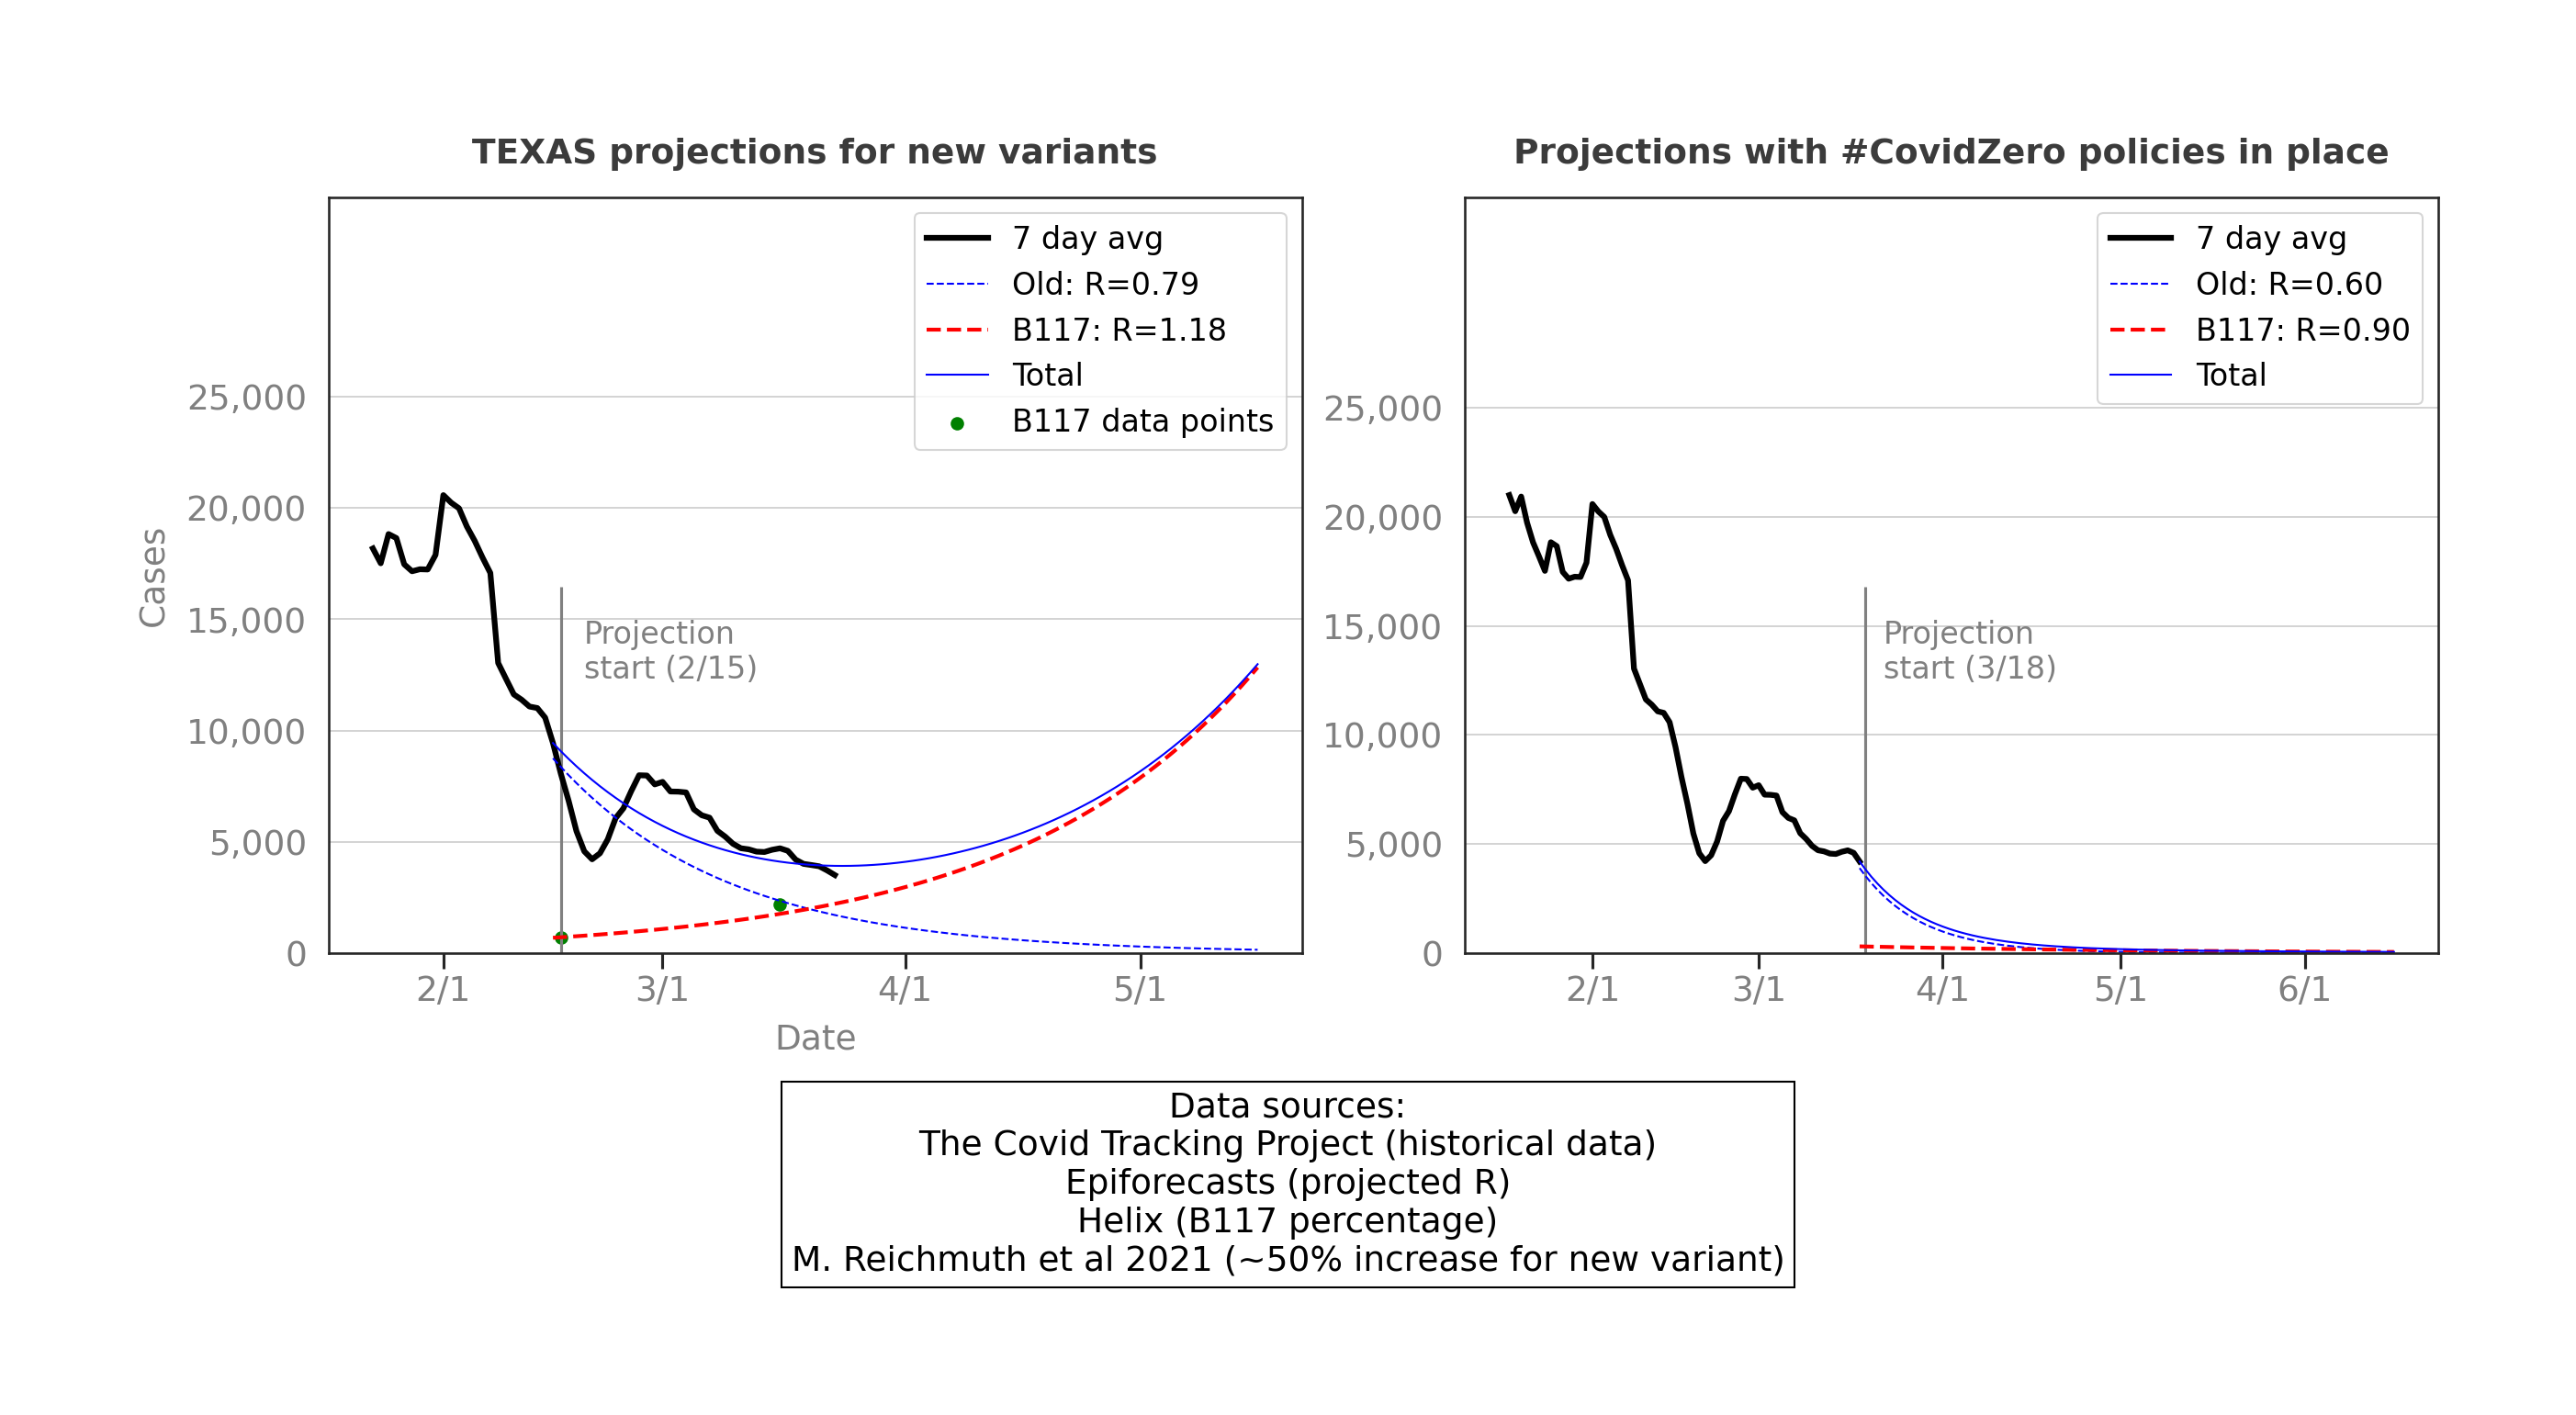 TEXAS projections for new variants
7 day avg
Old: R=0.79
B117: R=1.18
Total
B117 data points
25,000
20,000
15,000
10,000
5,000
0
Cases
Projection
start (2/15)
2/1
3/1
4/1
5/1
Date
Projections with #CovidZero policies in place
7 day avg
Old: R=0.60
B117: R=0.90
Total
25,000
20,000
15,000
10,000
5,000
0
Projection
start (3/18)
2/1
3/1
4/1
5/1
6/1
Data sources:
The Covid Tracking Project (historical data)
Epiforecasts (projected R)
Helix (B117 percentage)
M. Reichmuth et al 2021 (~50% increase for new variant)